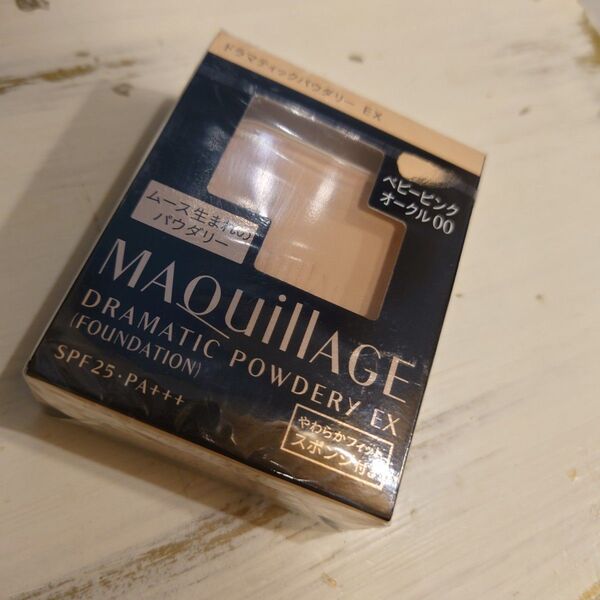 ドラマティックパウダリー EX
ベビーピンク
オークル00
ムース生まれの
パウダリー
MAQuillAGE
DRAMATIC POWDERY EX
(FOUNDATION)
SPF25・PA+++
やわらかフィット
スポンジ付き